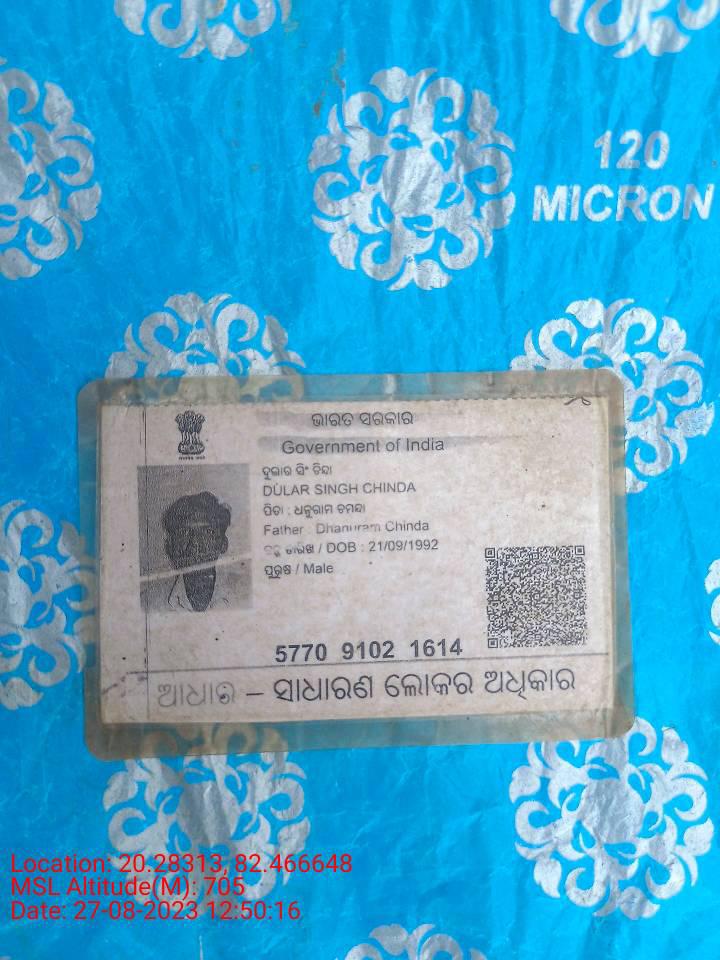 120
MICRON
ଭାରତ ସରକାର
Government of India
ଦୁଲାର ସିଂ ଚିନ୍ଦା
DULAR SINGH CHINDA
ପିତା : ଧନୁରାମ ଚମନ୍ଦା
Father : Dhanuram Chinda
ତାରିଖ / DOB : 21/09/1992
ପୁରୁଷ / Male
5770 9102 1614
ଆଧାର – ସାଧାରଣ ଲୋକର ଅଧିକାର
Location: 20.28313, 82.466648
MSL Altitude(M): 705
Date: 27-08-2023 12:50:16